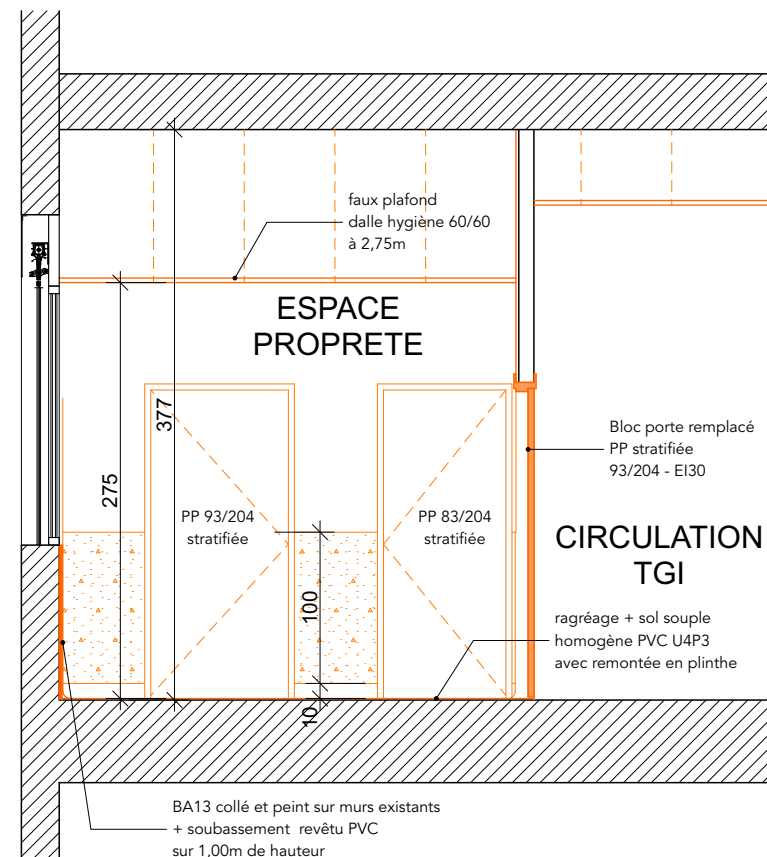 faux plafond
dalle hygiène 60/60
à 2,75m
ESPACE
PROPRETE
377
275
Bloc porte remplacé
PP stratifiée
93/204 - EI30
PP 93/204
stratifiée
PP 83/204
stratifiée
CIRCULATION
TGI
100
ragréage + sol souple
homogène PVC U4P3
avec remontée en plinthe
10
BA13 collé et peint sur murs existants
+ soubassement revêtu PVC
sur 1,00m de hauteur